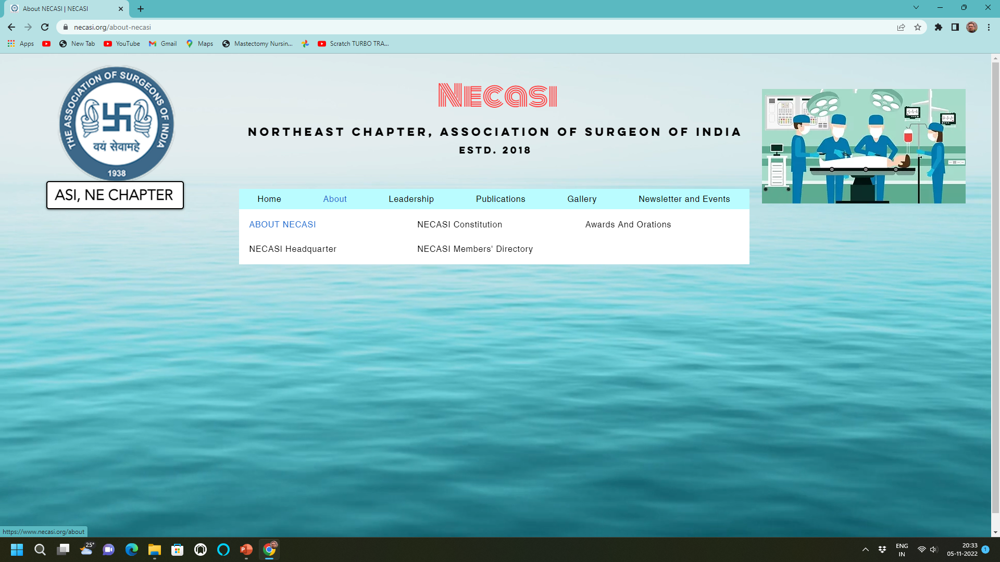 About NECASI | NECASI
necasi.org/about-necasi
Apps
New Tab
YouTube
Gmail
Maps
Mastectomy Nursin...
Scratch TURBO TRA...
THE ASSOCIATION OF SURGEONS OF INDIA
वयं सेवामहे
1938
ASI, NE CHAPTER
NECASI
NORTHEAST CHAPTER, ASSOCIATION OF SURGEON OF INDIA
ESTD. 2018
Home About Leadership Publications Gallery Newsletter and Events
ABOUT NECASI NECASI Constitution Awards And Orations
NECASI Headquarter NECASI Members' Directory
https://www.necasi.org/about
25°
ENG
IN
20:33
05-11-2022
1